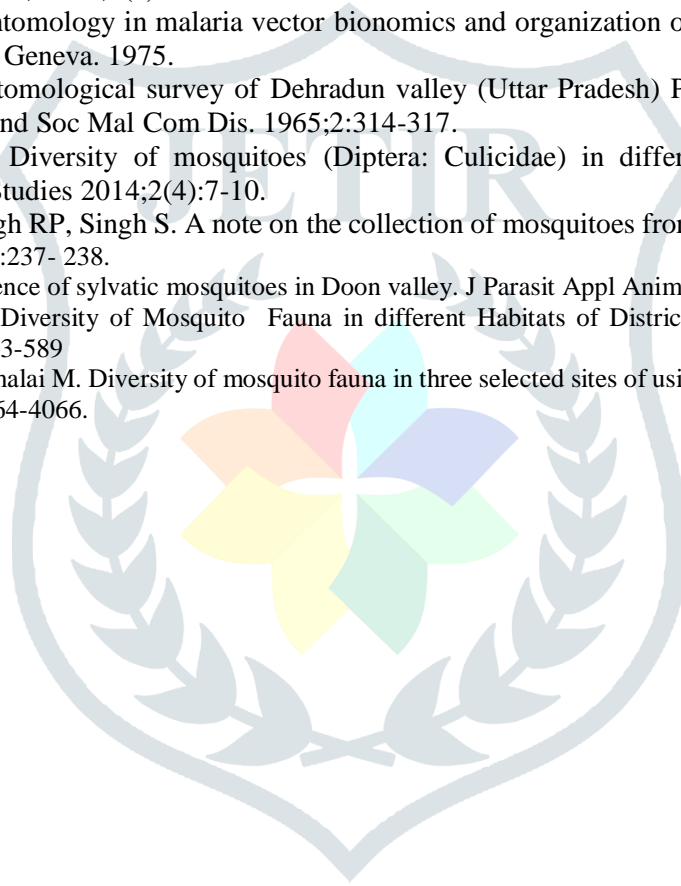 ntomology in malaria vector bionomics and organization o
Geneva. 1975.
tomological survey of Dehradun valley (Uttar Pradesh) P
nd Soc Mal Com Dis. 1965;2:314-317.
Diversity of mosquitoes (Diptera: Culicidae) in differ
Studies 2014;2(4):7-10.
gh RP, Singh S. A note on the collection of mosquitoes fron
:237- 238.
ence of sylvatic mosquitoes in Doon valley. J Parasit Appl Anim
Diversity of Mosquito Fauna in different Habitats of Distric
3-589
nalai M. Diversity of mosquito fauna in three selected sites of usi
64-4066.
JETIR